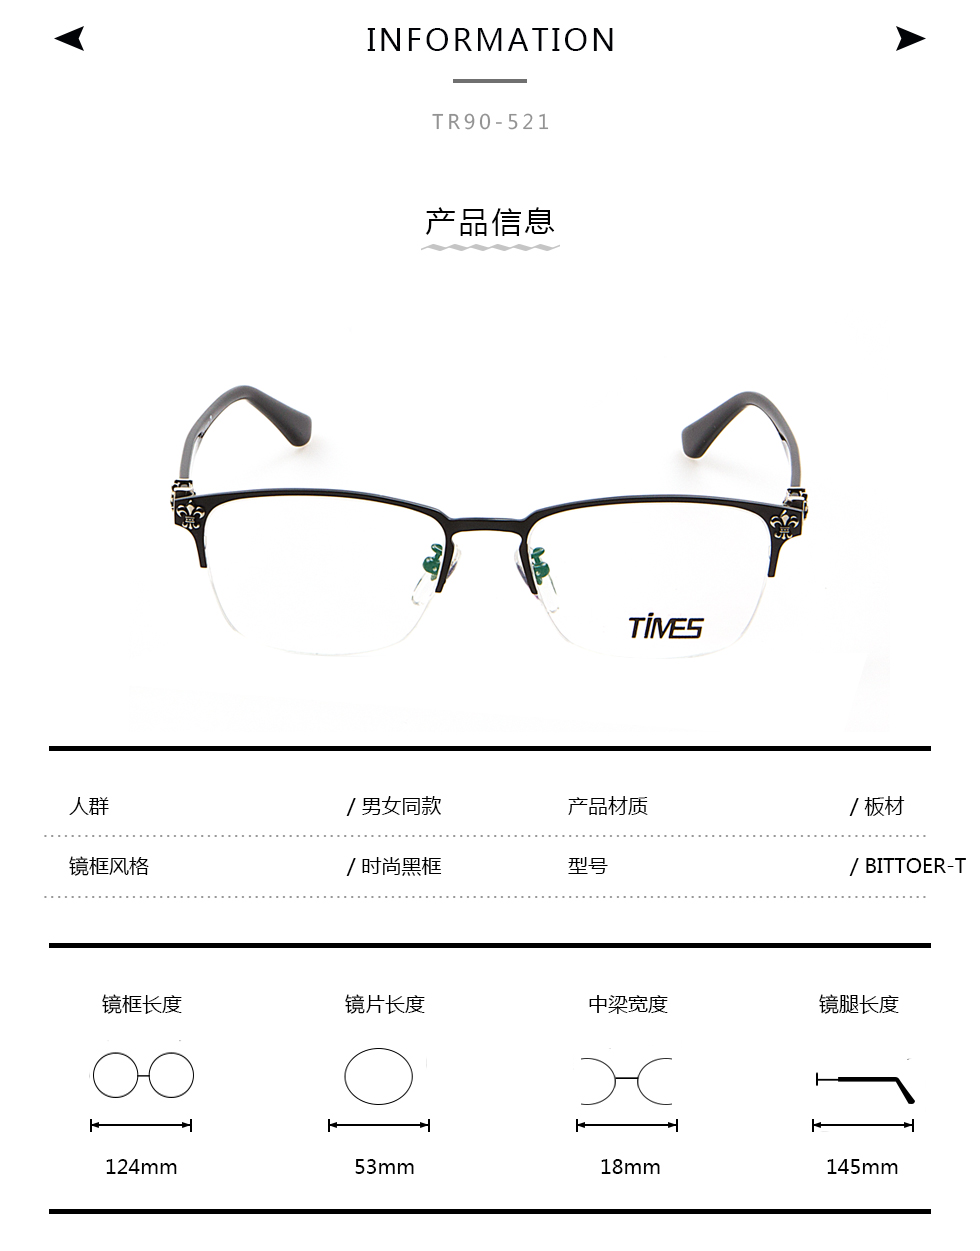 INFORMATION
TR90-521
产品信息
TiMES
人群 / 男女同款 产品材质 / 板材
镜框风格 / 时尚黑框 型号 / BITTOER-T
镜框长度 镜片长度 中梁宽度 镜腿长度
124mm 53mm 18mm 145mm